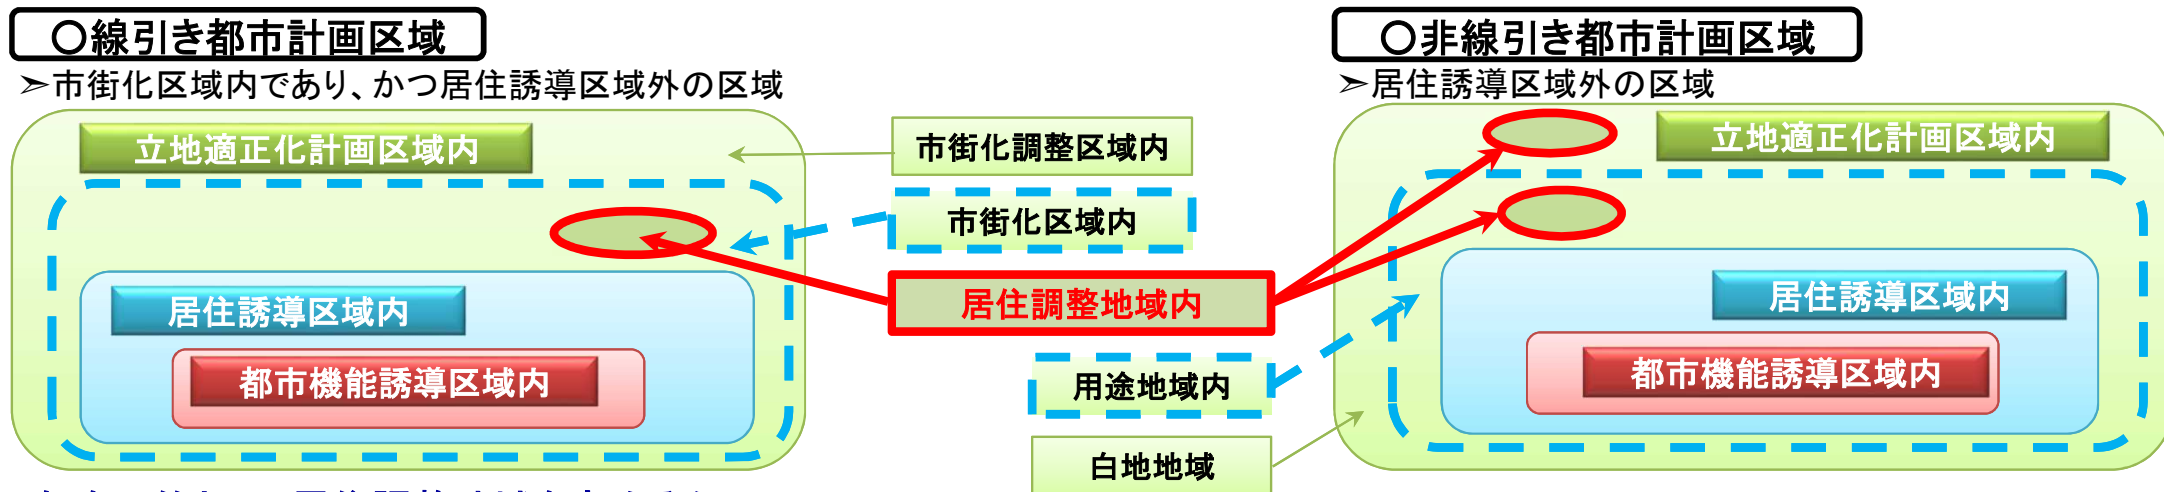 〇線引き都市計画区域
➢市街化区域内であり、かつ居住誘導区域外の区域
立地適正化計画区域内
居住誘導区域内
都市機能誘導区域内
市街化調整区域内
市街化区域内
居住調整地域内
用途地域内
白地地域
〇非線引き都市計画区域
➢居住誘導区域外の区域
立地適正化計画区域内
居住誘導区域内
都市機能誘導区域内